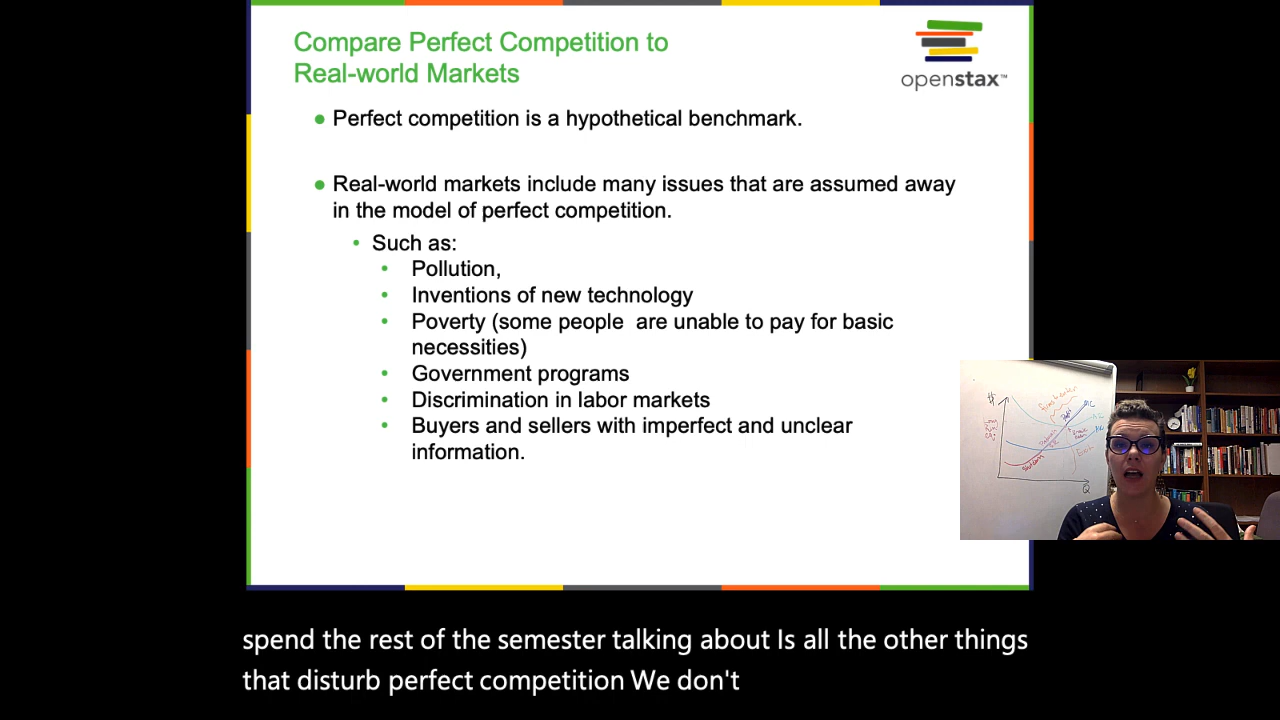 Compare Perfect Competition to
Real-world Markets
openstax™
Perfect competition is a hypothetical benchmark.
Real-world markets include many issues that are assumed away
in the model of perfect competition.
Such as:
Pollution,
Inventions of new technology
Poverty (some people are unable to pay for basic
necessities)
Government programs
Discrimination in labor markets
Buyers and sellers with imperfect and unclear
information.
Q
spend the rest of the semester talking about Is all the other things
that disturb perfect competition We don't